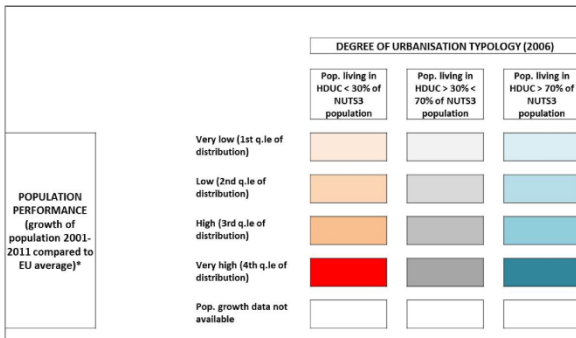 DEGREE OF URBANISATION TYPOLOGY (2006)
Pop. living in
HDUC < 30% of
NUTS3
population
Pop. living in
HDUC > 30% <
70% of NUTS3
population
Pop. living in
HDUC > 70% of
NUTS3
population
POPULATION
PERFORMANCE
(growth of
population 2001-
2011 compared to
EU average)*
Very low (1st q.le of
distribution)
Low (2nd q.le of
distribution)
High (3rd q.le of
distribution)
Very high (4th q.le of
distribution)
Pop. growth data not
available